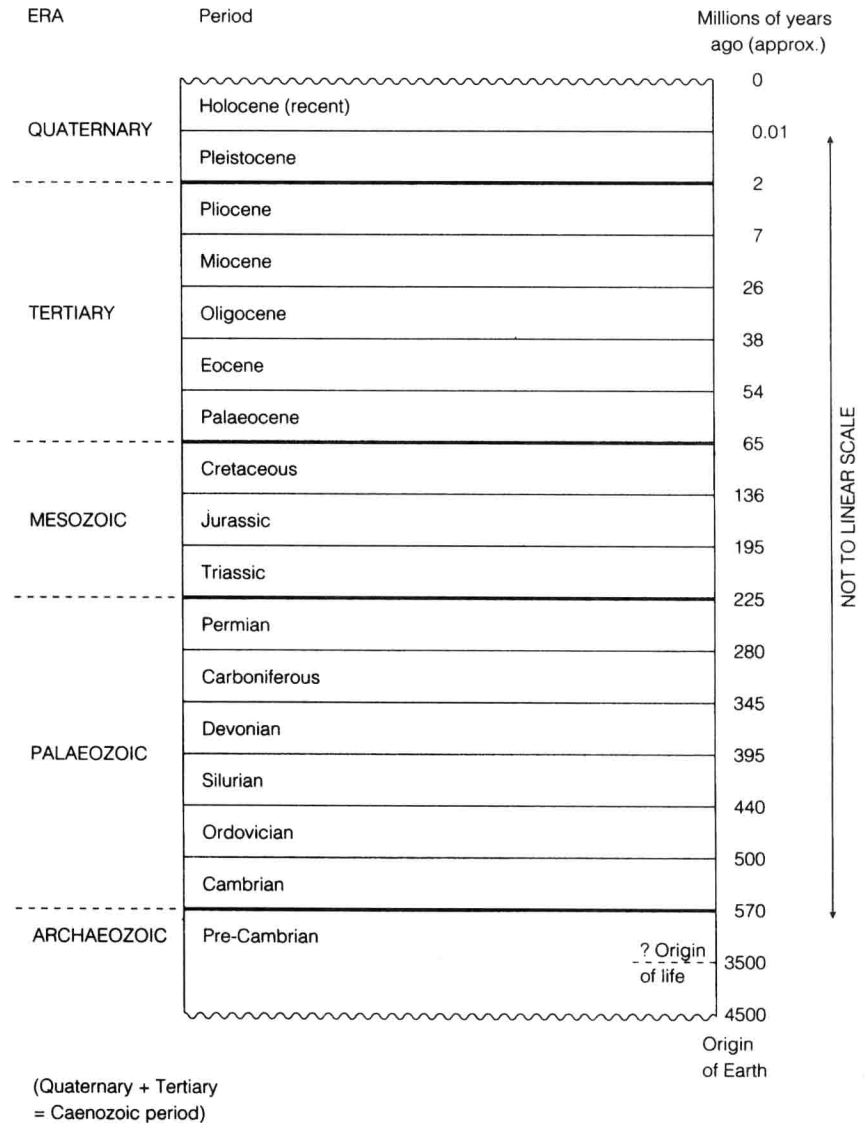 ERA Period Millions of years
ago (approx.)
0
Holocene (recent)
QUATERNARY 0.01
Pleistocene
2
Pliocene
7
Miocene
26
TERTIARY Oligocene
38
Eocene
54
Palaeocene
65
Cretaceous
136
MESOZOIC Jurassic
195
Triassic
225
Permian
280
Carboniferous
345
Devonian
PALAEOZOIC 395
Silurian
440
Ordovician
500
Cambrian
570
ARCHAEOZOIC Pre-Cambrian
? Origin
of life
3500
4500
Origin
of Earth
NOT TO LINEAR SCALE
(Quaternary + Tertiary
= Caenozoic period)